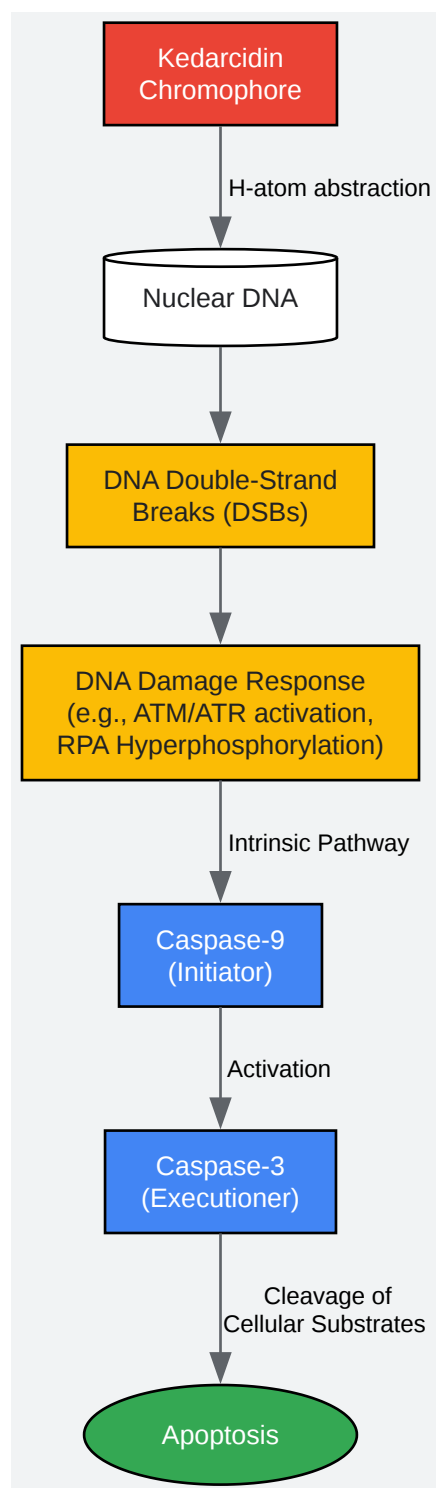 Kedarcidin
Chromophore
H-atom abstraction
Nuclear DNA
DNA Double-Strand
Breaks (DSBs)
DNA Damage Response
(e.g., ATM/ATR activation,
RPA Hyperphosphorylation)
Intrinsic Pathway
Caspase-9
(Initiator)
Activation
Caspase-3
(Executioner)
Cleavage of
Cellular Substrates
Apoptosis